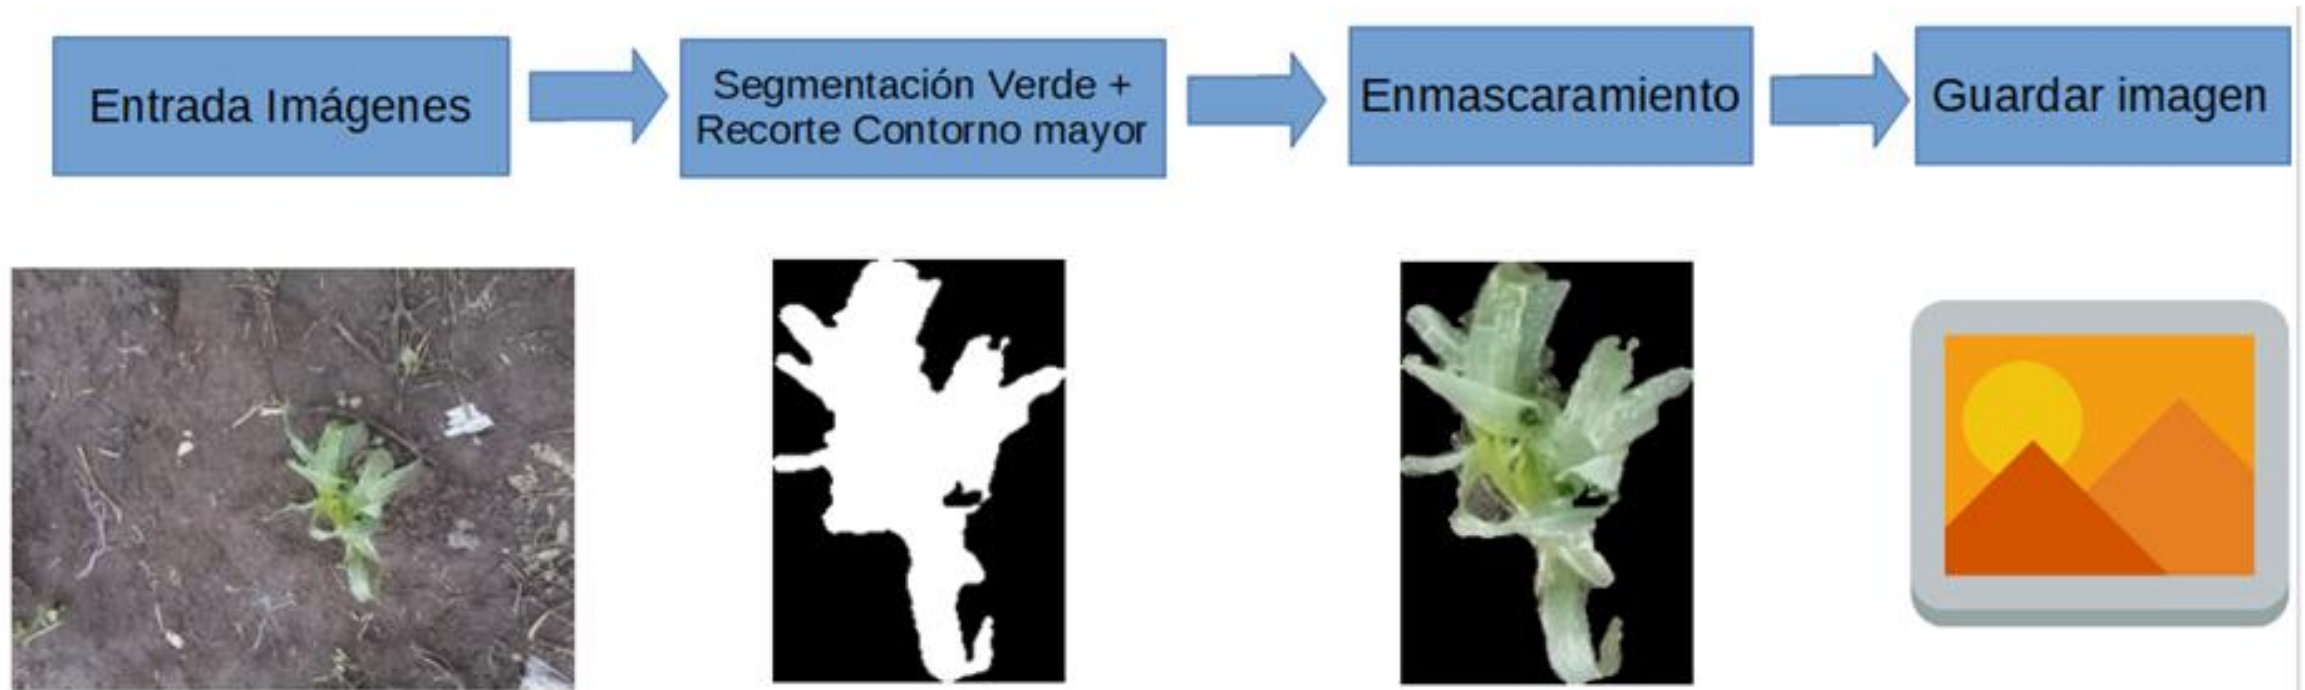 Entrada Imágenes
Segmentación Verde +
Recorte Contorno mayor
Enmascaramiento
Guardar imagen